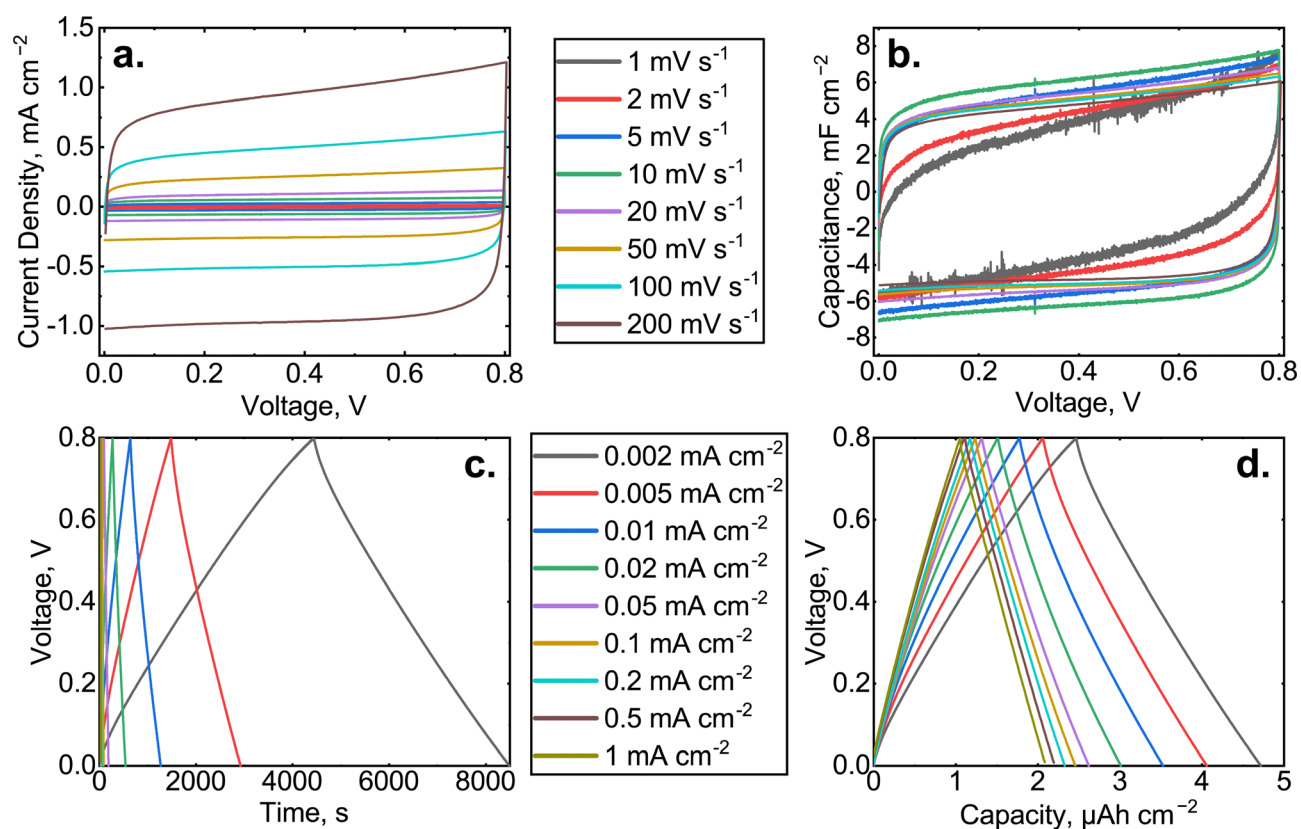 a.
1.5
1.0
0.5
0.0
-0.5
-1.0
Current Density, mA cm⁻²
0.0 0.2 0.4 0.6 0.8
Voltage, V
1 mV s⁻¹
2 mV s⁻¹
5 mV s⁻¹
10 mV s⁻¹
20 mV s⁻¹
50 mV s⁻¹
100 mV s⁻¹
200 mV s⁻¹
b.
8
6
4
2
0
-2
-4
-6
-8
Capacitance, mF cm⁻²
0.0 0.2 0.4 0.6 0.8
Voltage, V
c.
0.8
0.6
0.4
0.2
0.0
Voltage, V
0 2000 4000 6000 8000
Time, s
0.002 mA cm⁻²
0.005 mA cm⁻²
0.01 mA cm⁻²
0.02 mA cm⁻²
0.05 mA cm⁻²
0.1 mA cm⁻²
0.2 mA cm⁻²
0.5 mA cm⁻²
1 mA cm⁻²
d.
0.8
0.6
0.4
0.2
0.0
Voltage, V
0 1 2 3 4 5
Capacity, µAh cm⁻²